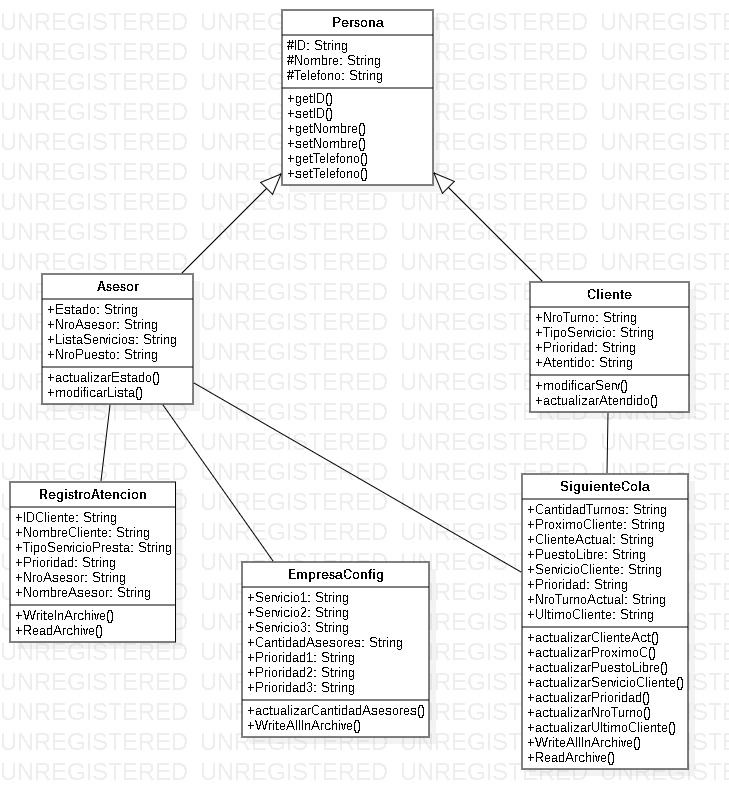 Persona
#ID: String
#Nombre: String
#Telefono: String
+getID()
+setID()
+getNombre()
+setNombre()
+getTelefono()
+setTelefono()
Asesor
+Estado: String
+NroAsesor: String
+ListaServicios: String
+NroPuesto: String
+actualizarEstado()
+modificarLista()
Cliente
+NroTurno: String
+TipoServicio: String
+Prioridad: String
+Atentido: String
+modificarServ()
+actualizarAtendido()
RegistroAtencion
+IDCliente: String
+NombreCliente: String
+TipoServicioPresta: String
+Prioridad: String
+NroAsesor: String
+NombreAsesor: String
+WriteInArchive()
+ReadArchive()
EmpresaConfig
+Servicio1: String
+Servicio2: String
+Servicio3: String
+CantidadAsesores: String
+Prioridad1: String
+Prioridad2: String
+Prioridad3: String
+actualizarCantidadAsesores()
+WriteAllInArchive()
SiguienteCola
+CantidadTurnos: String
+ProximoCliente: String
+ClienteActual: String
+PuestoLibre: String
+ServicioCliente: String
+Prioridad: String
+NroTurnoActual: String
+UltimoCliente: String
+actualizarClienteAct()
+actualizarProximoC()
+actualizarPuestoLibre()
+actualizarServicioCliente()
+actualizarPrioridad()
+actualizarNroTurno()
+actualizarUltimoCliente()
+WriteAllInArchive()
+ReadArchive()
UNREGISTERED